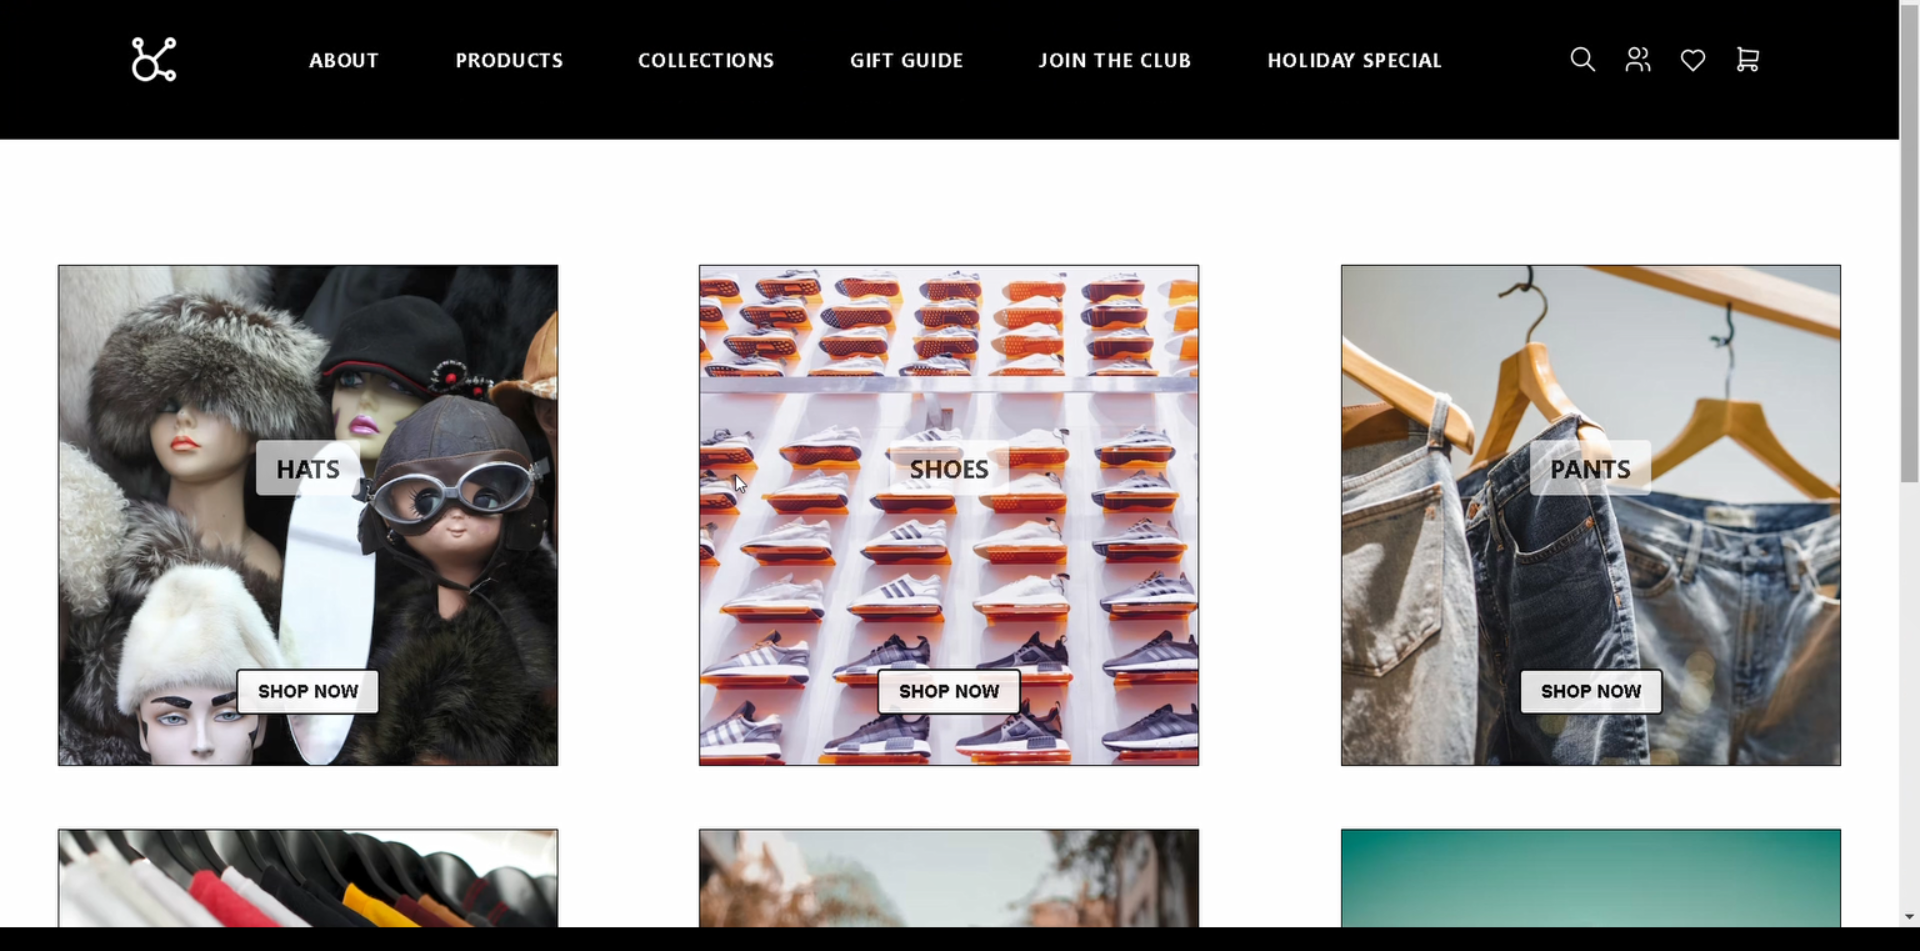 ABOUT PRODUCTS COLLECTIONS GIFT GUIDE JOIN THE CLUB HOLIDAY SPECIAL
HATS SHOES PANTS
SHOP NOW SHOP NOW SHOP NOW